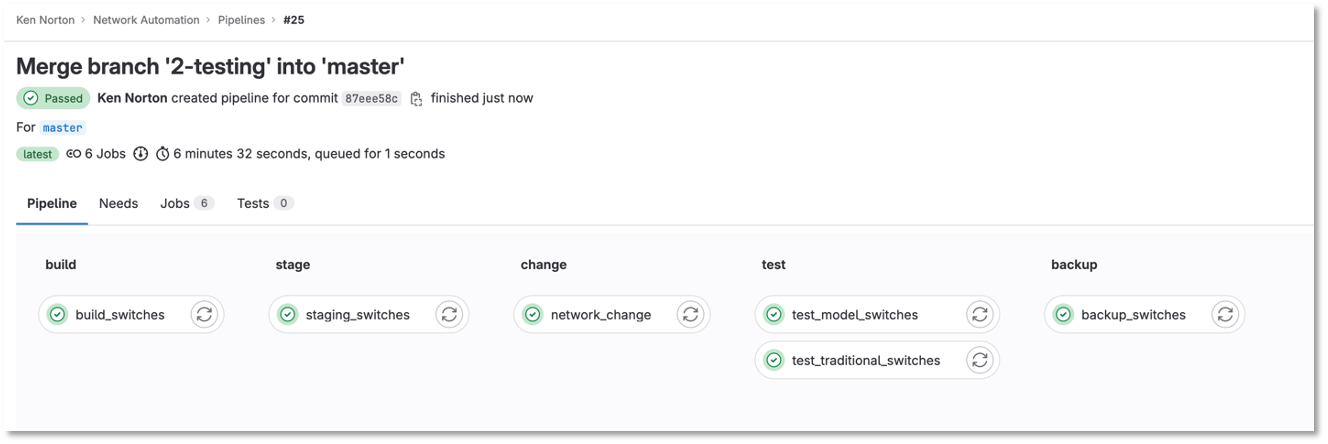 Ken Norton > Network Automation > Pipelines > #25
Merge branch '2-testing' into 'master'
Passed Ken Norton created pipeline for commit 87eee58c finished just now
For master
latest 6 Jobs 6 minutes 32 seconds, queued for 1 seconds
Pipeline Needs Jobs 6 Tests 0
build stage change test backup
build_switches staging_switches network_change test_model_switches backup_switches
test_traditional_switches